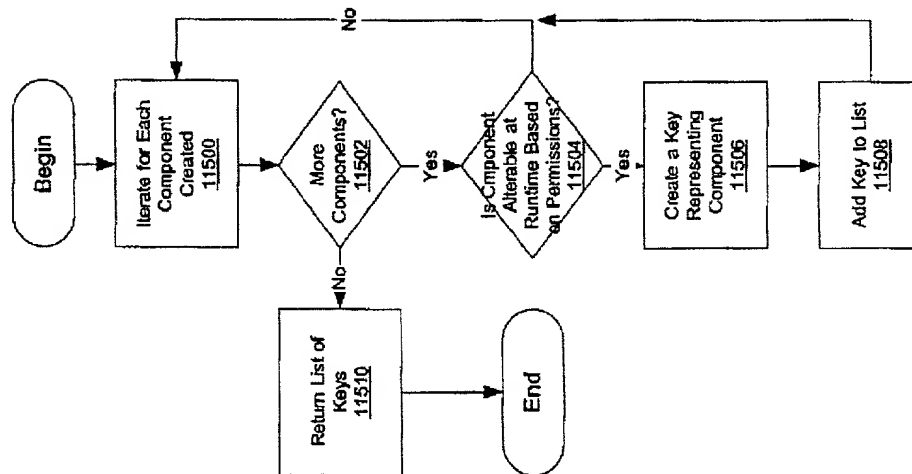 Begin
Iterate for Each
Component
Created
11500
More
Components?
11502
No
Yes
Is Cmponent
Alterable at
Runtime Based
on Permissions?
11504
No
Yes
Create a Key
Representing
Component
11506
Add Key to List
11508
Return List of
Keys
11510
End